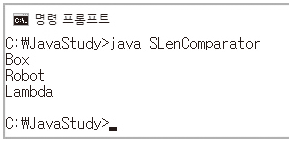 명령 프롬프트
C:\JavaStudy>java SLenComparator
Box
Robot
Lambda
C:\JavaStudy>